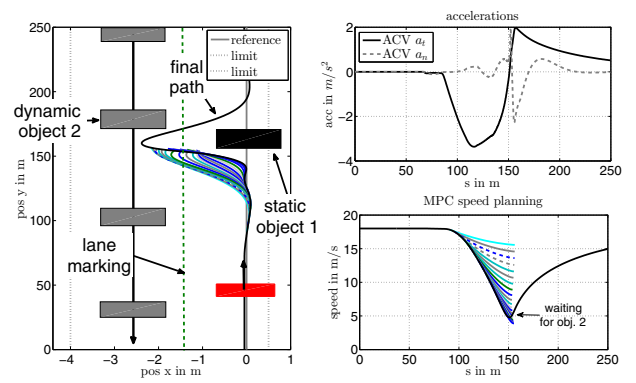 250
200
150
100
50
0
pos y in m
−4
−3
−2
−1
0
1
pos x in m
reference
limit
limit
final
path
dynamic
object 2
static
object 1
lane
marking
accelerations
ACV a_t
ACV a_n
2
0
−2
−4
acc in m/s²
0
50
100
150
200
250
s in m
MPC speed planning
20
15
10
5
0
speed in m/s
waiting
for obj. 2
0
50
100
150
200
250
s in m